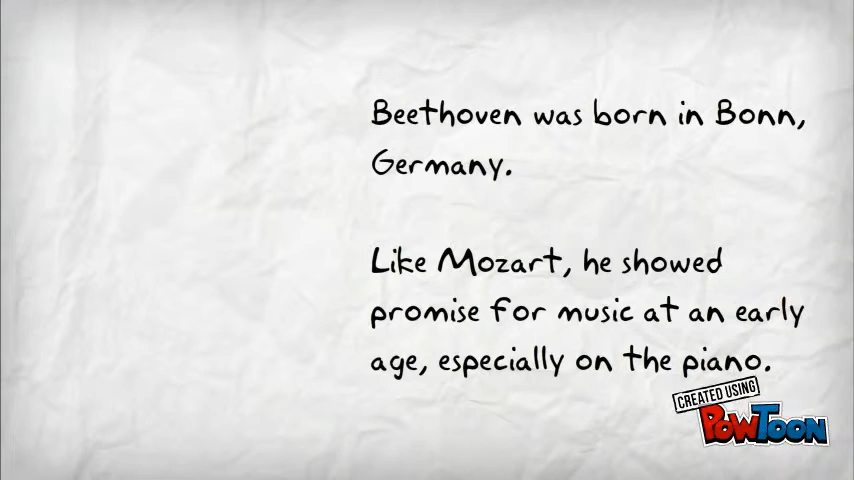 Beethoven was born in Bonn,
Germany.
Like Mozart, he showed
promise for music at an early
age, especially on the piano.
CREATED USING
POWTOON